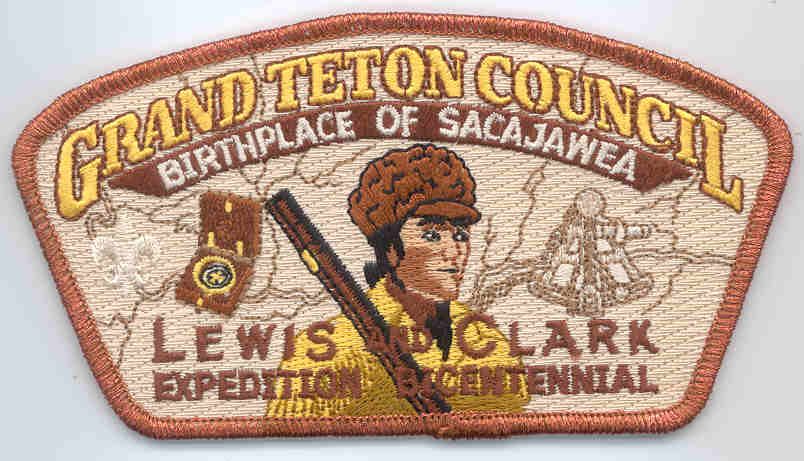 GRAND TETON COUNCIL
BIRTHPLACE OF SACAJAWEA
LEWIS AND CLARK
EXPEDITION BICENTENNIAL